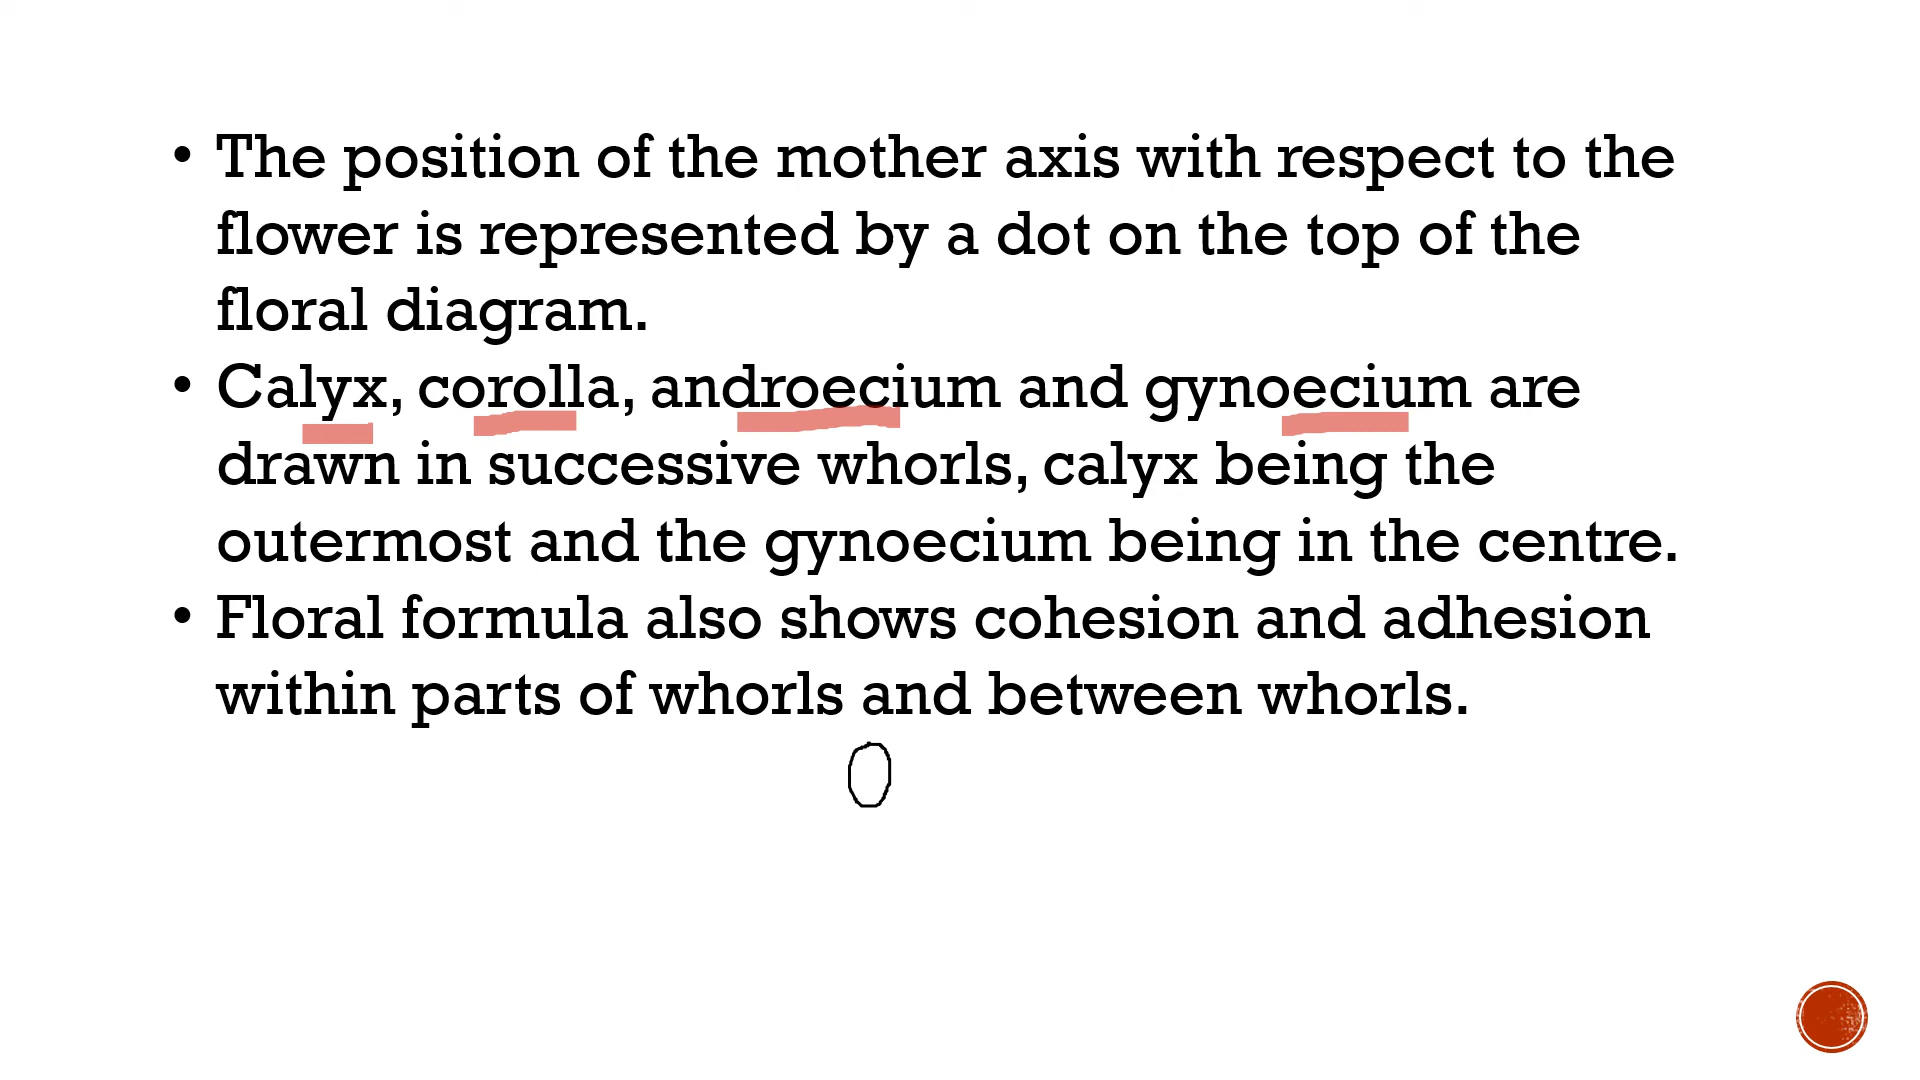 • The position of the mother axis with respect to the
flower is represented by a dot on the top of the
floral diagram.
• Calyx, corolla, androecium and gynoecium are
drawn in successive whorls, calyx being the
outermost and the gynoecium being in the centre.
• Floral formula also shows cohesion and adhesion
within parts of whorls and between whorls.